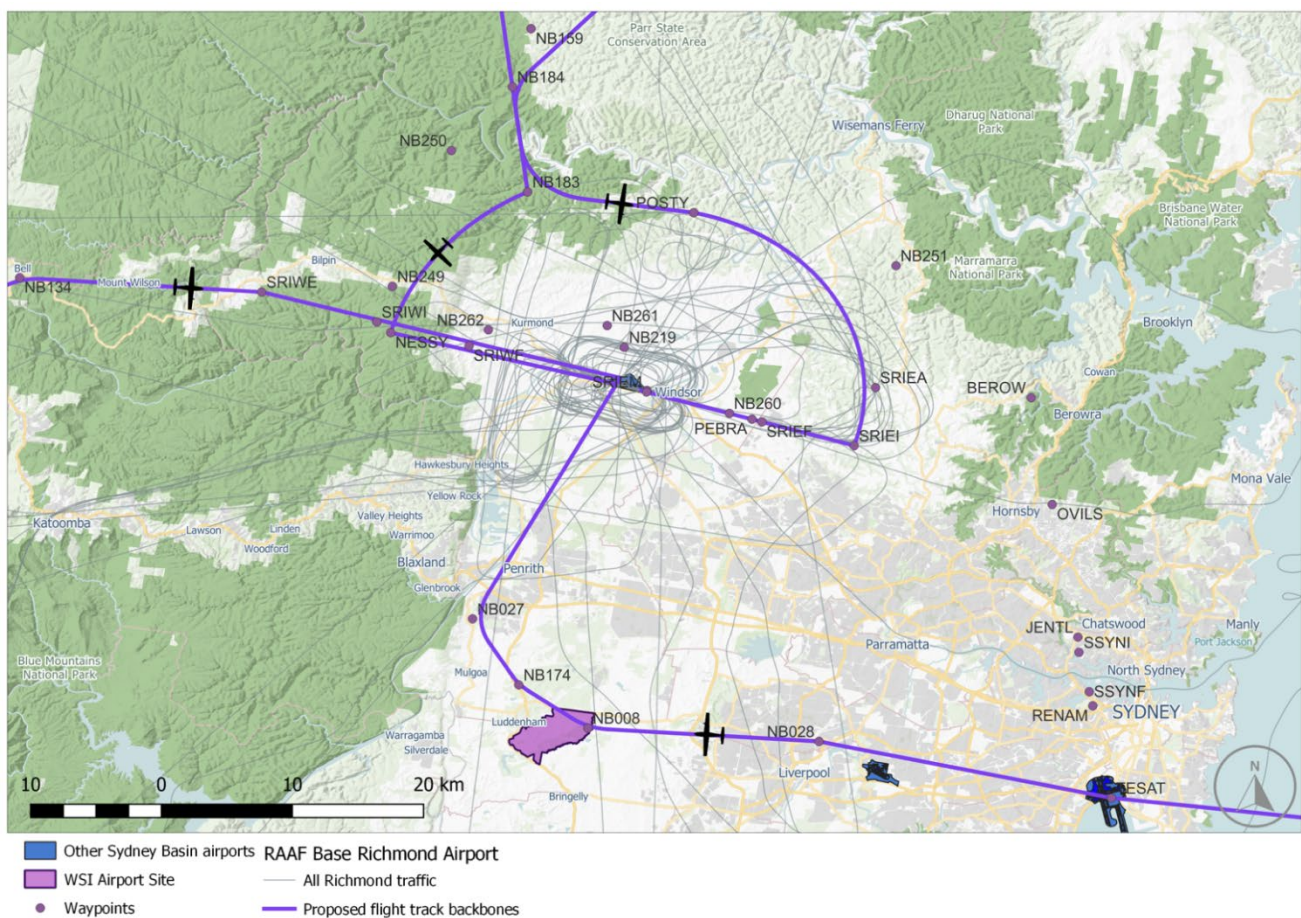 NB159
Parr State
Conservation Area
NB184
Dharug National
Park
Wisemans Ferry
NB250
NB183
POSTY
Brisbane Water
National Park
NB251
Marramarra
National Park
Bell
NB134
Mount Wilson
Bilpin
SRIWE
NB249
SRIWI
NB262
Kurmond
NB261
NB219
Brooklyn
NESSY
SRIWF
Cowan
SRIEM
Windsor
SRIEA
BEROW
Berowra
NB260
PEBRA
SRIEF
SRIEI
Hawkesbury Heights
Yellow Rock
Mona Vale
Katoomba
Lawson
Linden
Valley Heights
Warrimoo
Woodford
Hornsby
OVILS
Blaxland
Glenbrook
Penrith
NB027
JENTL
Chatswood
Manly
SSYNI
Port Jackson
Parramatta
Blue Mountains
National Park
Mulgoa
NB174
North Sydney
SSYNF
RENAM
SYDNEY
Luddenham
NB008
Warragamba
Silverdale
NB028
Liverpool
TESAT
N
Bringelly
10 0 10 20 km
Other Sydney Basin airports
WSI Airport Site
Waypoints
RAAF Base Richmond Airport
All Richmond traffic
Proposed flight track backbones